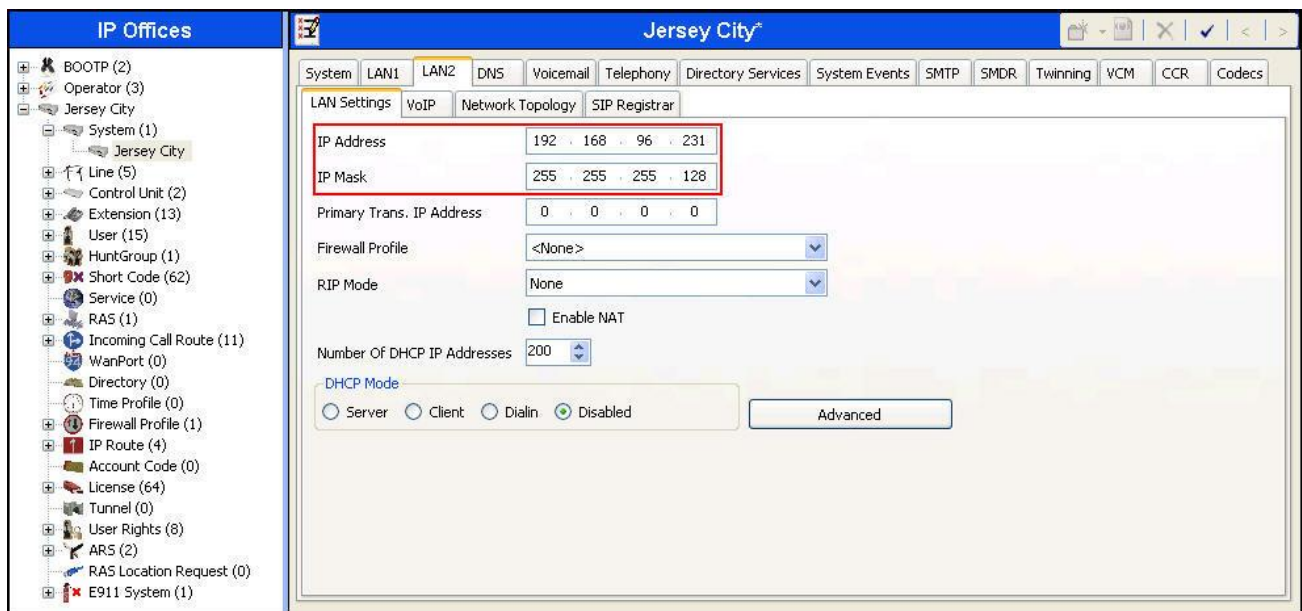 IP Offices
BOOTP (2)
Operator (3)
Jersey City
System (1)
Jersey City
Line (5)
Control Unit (2)
Extension (13)
User (15)
HuntGroup (1)
Short Code (62)
Service (0)
RAS (1)
Incoming Call Route (11)
WanPort (0)
Directory (0)
Time Profile (0)
Firewall Profile (1)
IP Route (4)
Account Code (0)
License (64)
Tunnel (0)
User Rights (8)
ARS (2)
RAS Location Request (0)
E911 System (1)
Jersey City*
System LAN1 LAN2 DNS Voicemail Telephony Directory Services System Events SMTP SMDR Twinning VCM CCR Codecs
LAN Settings VoIP Network Topology SIP Registrar
IP Address 192 . 168 . 96 . 231
IP Mask 255 . 255 . 255 . 128
Primary Trans. IP Address 0 . 0 . 0 . 0
Firewall Profile <None>
RIP Mode None
Enable NAT
Number Of DHCP IP Addresses 200
DHCP Mode
Server Client Dialin Disabled Advanced